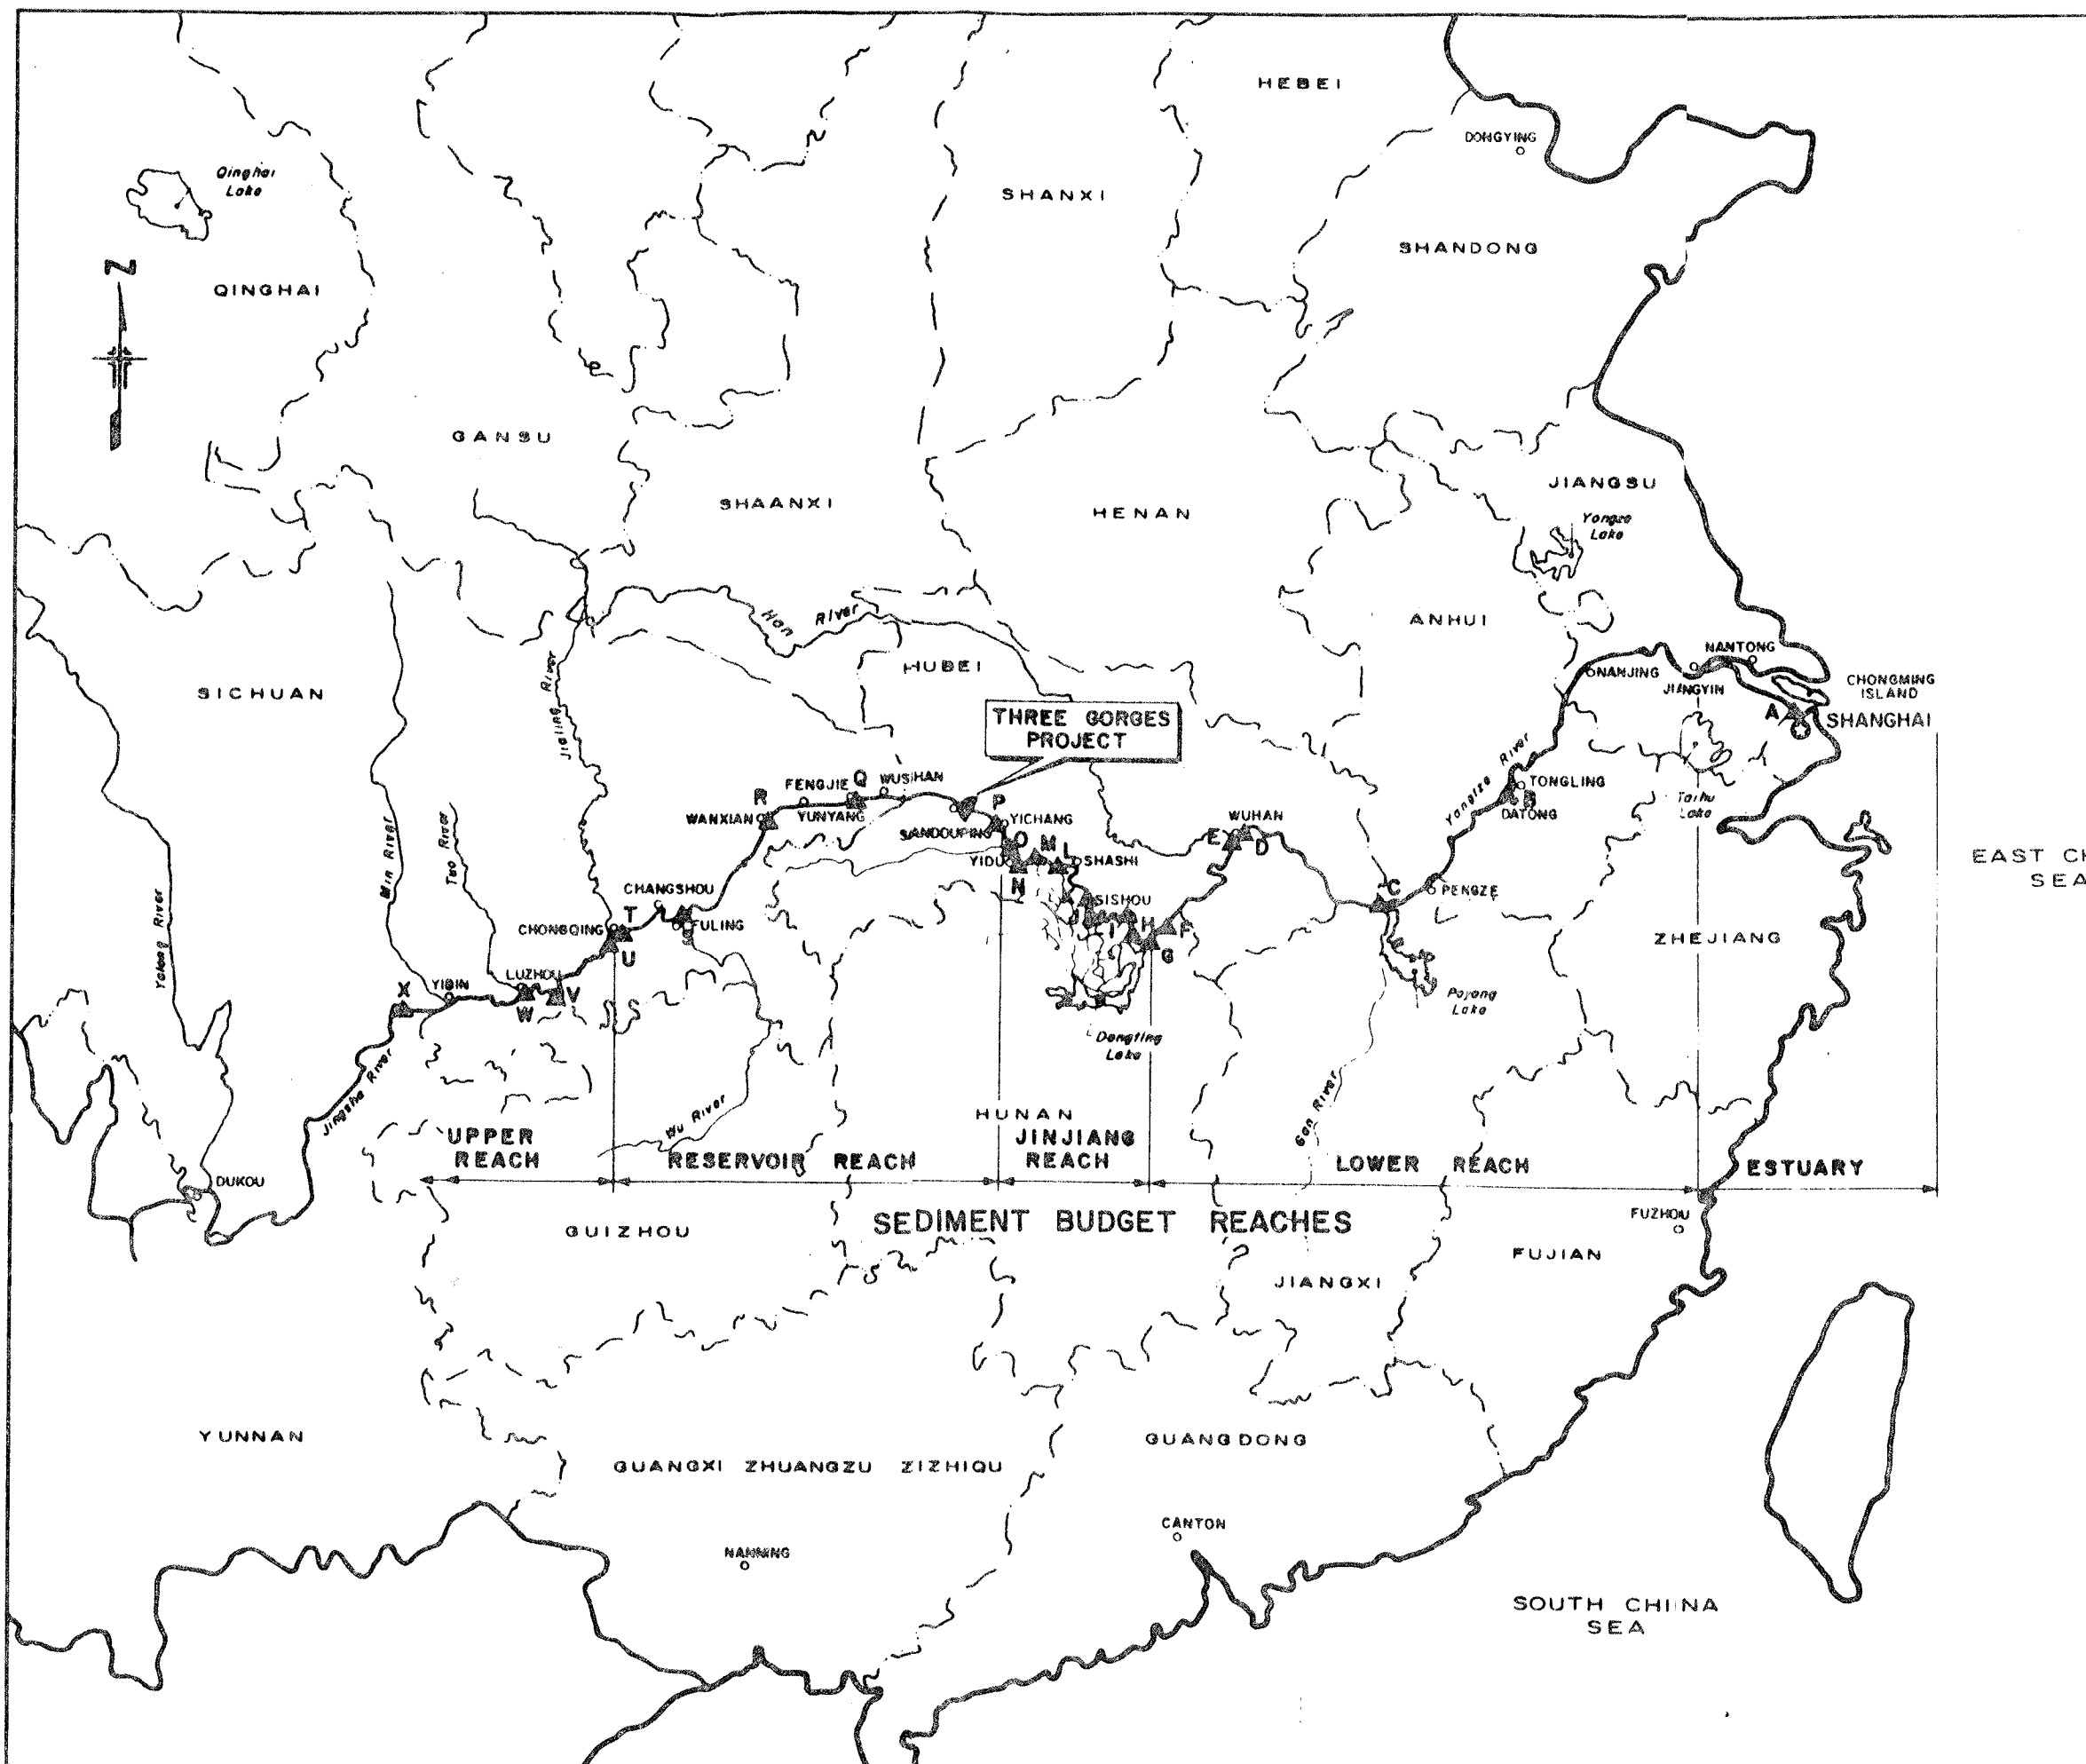 HEBEI
DONGYING
Qinghai
Lake
SHANXI
SHANDONG
N
QINGHAI
GANSU
JIANGSU
SHAANXI
HENAN
Yangze
Lake
Han River
ANHUI
NANTONG
HUBEI
NANJING
JIANGYIN
CHONGMING
ISLAND
SICHUAN
Jialing River
THREE GORGES
PROJECT
A
SHANGHAI
Yangtze River
FENGJIE
Q
WUSHAN
TONGLING
R
P
B
Taihu
Lake
WANXIAN
YUNYANG
YICHANG
WUHAN
DATONG
SANDOUPING
E
D
O
M
L
Min River
Tuo River
YIDU
SHASHI
EAST CH
SEA
N
CHANGSHOU
C
PENGZE
SISHOU
T
J
CHONGQING
FULING
S
I
H
F
ZHEJIANG
U
G
Yalong River
LUZHOU
X
YIBIN
V
W
Poyang
Lake
Dongting
Lake
Jingsha River
Wu River
HUNAN
Gan River
UPPER
REACH
RESERVOIR REACH
JINJIANG
REACH
LOWER REACH
ESTUARY
DUKOU
SEDIMENT BUDGET REACHES
FUZHOU
GUIZHOU
FUJIAN
JIANGXI
YUNNAN
GUANGDONG
GUANGXI ZHUANGZU ZIZHIQU
CANTON
NANNING
SOUTH CHINA
SEA